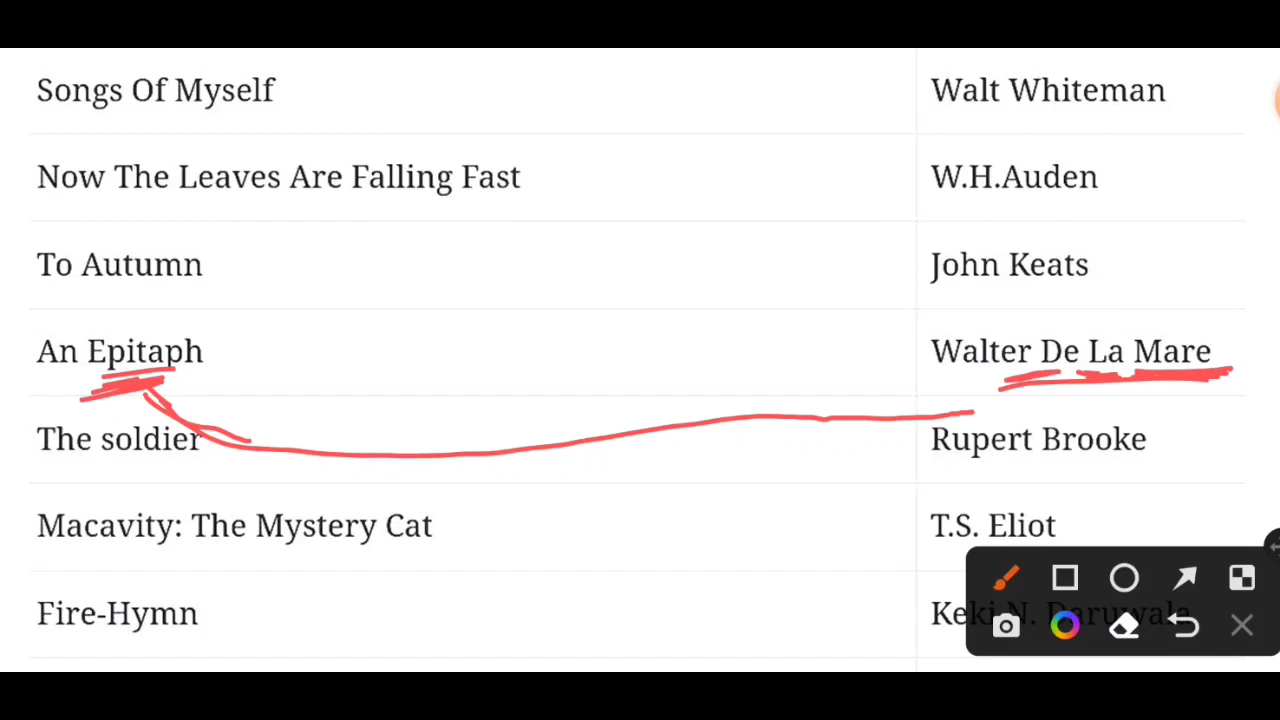 Songs Of Myself Walt Whiteman
Now The Leaves Are Falling Fast W.H.Auden
To Autumn John Keats
An Epitaph Walter De La Mare
The soldier Rupert Brooke
Macavity: The Mystery Cat T.S. Eliot
Fire-Hymn Keki N. Daruwala